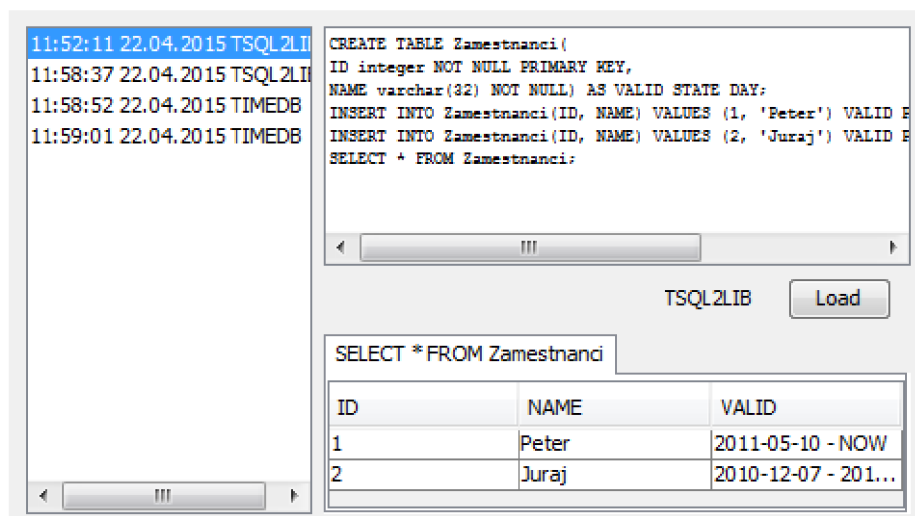 11:52:11 22.04.2015 TSQL2LI
11:58:37 22.04.2015 TSQL2LI
11:58:52 22.04.2015 TIMEDB
11:59:01 22.04.2015 TIMEDB
CREATE TABLE Zamestnanci(
ID integer NOT NULL PRIMARY KEY,
NAME varchar(32) NOT NULL) AS VALID STATE DAY;
INSERT INTO Zamestnanci(ID, NAME) VALUES (1, 'Peter') VALID
INSERT INTO Zamestnanci(ID, NAME) VALUES (2, 'Juraj') VALID
SELECT * FROM Zamestnanci;
TSQL2LIB Load
SELECT * FROM Zamestnanci
ID NAME VALID
1 Peter 2011-05-10 - NOW
2 Juraj 2010-12-07 - 201...